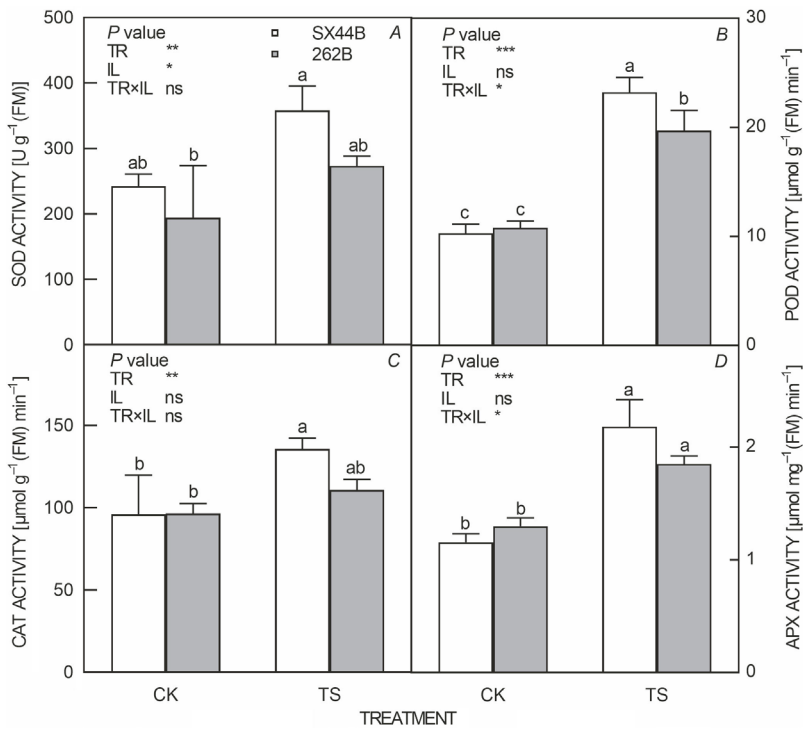 SOD ACTIVITY [U g⁻¹ (FM)]
500
400
300
200
100
0
P value
TR **
IL *
TR×IL ns
SX44B
262B
A
ab
b
a
ab
P value
TR ***
IL ns
TR×IL *
B
c
c
a
b
30
20
10
0
POD ACTIVITY [µmol g⁻¹ (FM) min⁻¹]
CAT ACTIVITY [µmol g⁻¹ (FM) min⁻¹]
150
100
50
0
P value
TR **
IL ns
TR×IL ns
C
b
b
a
ab
P value
TR ***
IL ns
TR×IL *
D
b
b
a
a
2
1
0
APX ACTIVITY [µmol mg⁻¹ (FM) min⁻¹]
CK TS CK TS
TREATMENT